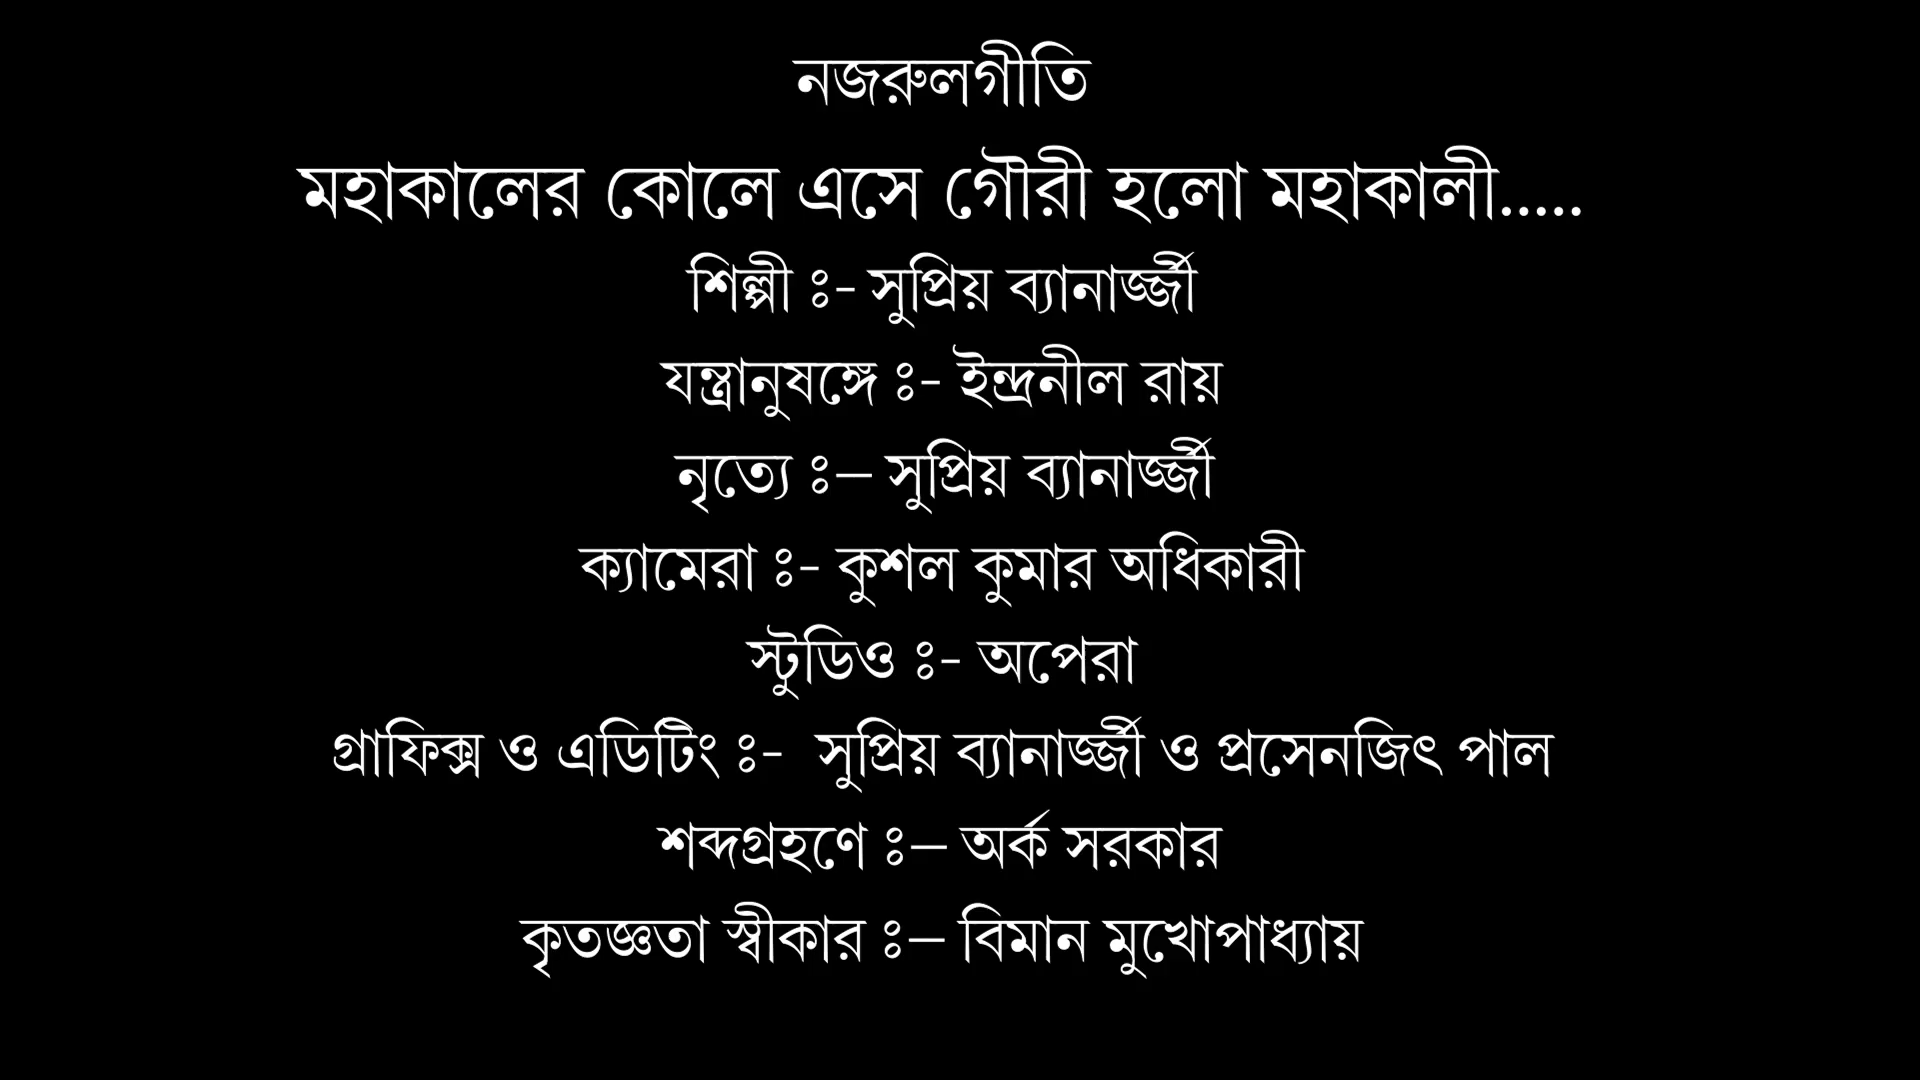 নজরুলগীতি
মহাকালের কোলে এসে গৌরী হলো মহাকালী.....
শিল্পী ঃ- সুপ্রিয় ব্যানার্জ্জী
যন্ত্রানুষঙ্গে ঃ- ইন্দ্রনীল রায়
নৃত্যে ঃ– সুপ্রিয় ব্যানার্জ্জী
ক্যামেরা ঃ- কুশল কুমার অধিকারী
স্টুডিও ঃ- অপেরা
গ্রাফিক্স ও এডিটিং ঃ- সুপ্রিয় ব্যানার্জ্জী ও প্রসেনজিৎ পাল
শব্দগ্রহণে ঃ– অর্ক সরকার
কৃতজ্ঞতা স্বীকার ঃ– বিমান মুখোপাধ্যায়